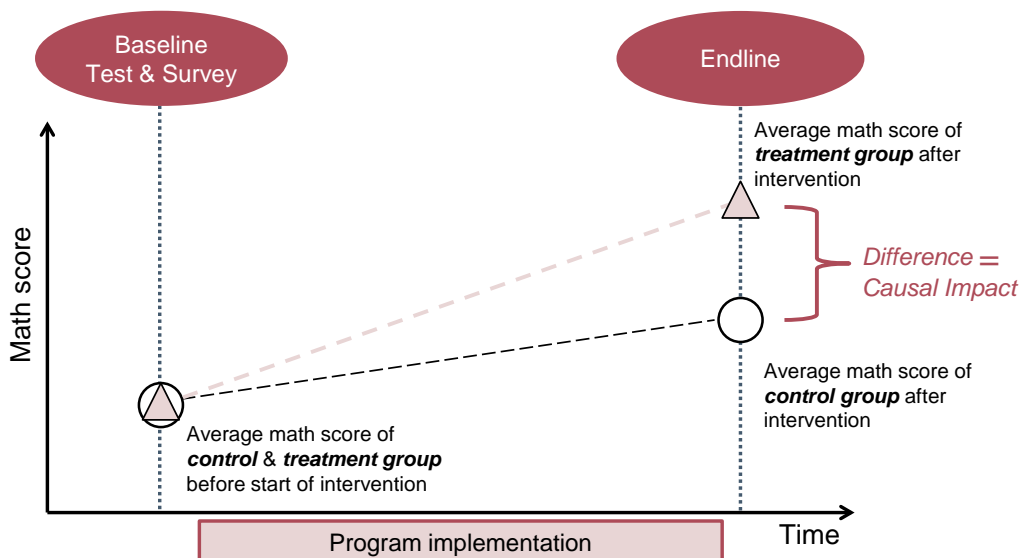 Baseline
Test & Survey
Endline
Average math score of
treatment group after
intervention
Difference =
Causal Impact
Math score
Average math score of
control group after
intervention
Average math score of
control & treatment group
before start of intervention
Time
Program implementation